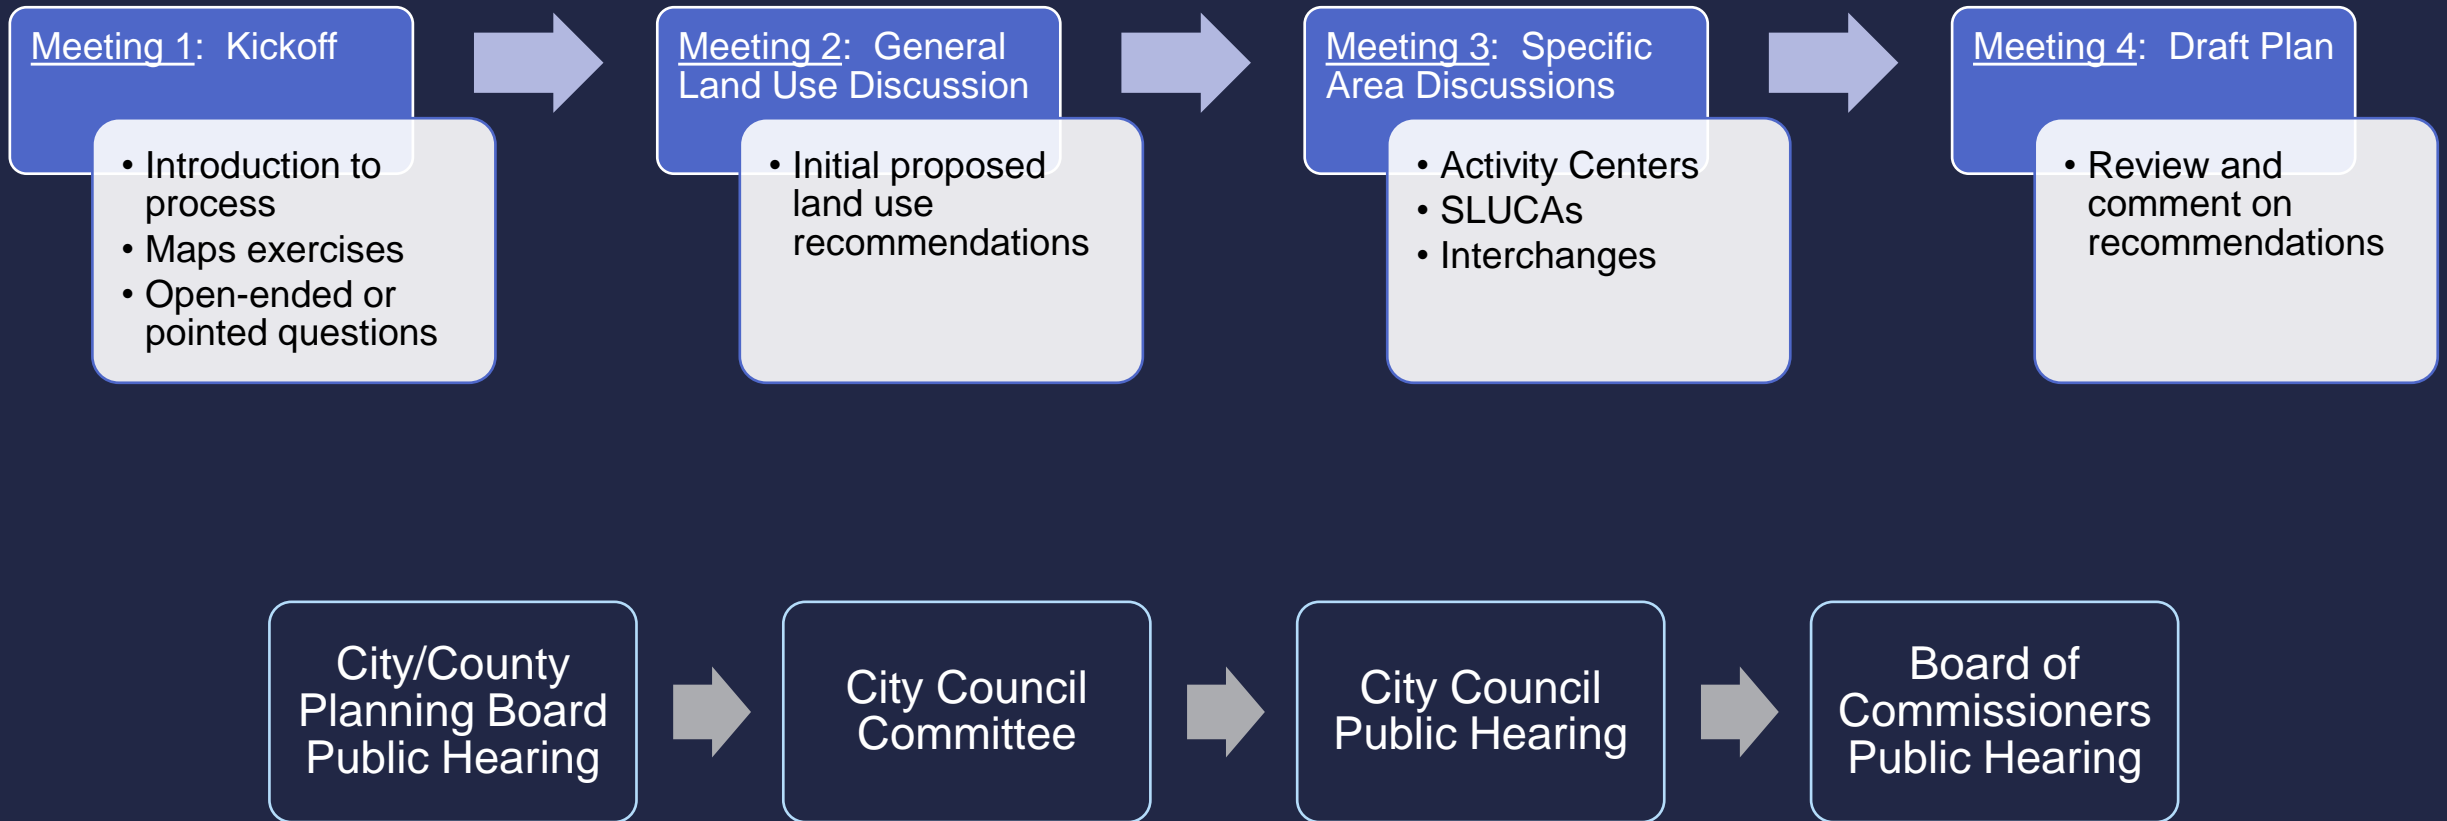 Meeting 1:  Kickoff
• Introduction to
process
• Maps exercises
• Open-ended or
pointed questions
Meeting 2:  General
Land Use Discussion
• Initial proposed
land use
recommendations
Meeting 3:  Specific
Area Discussions
• Activity Centers
• SLUCAs
• Interchanges
Meeting 4:  Draft Plan
• Review and
comment on
recommendations
City/County
Planning Board
Public Hearing
City Council
Committee
City Council
Public Hearing
Board of
Commissioners
Public Hearing